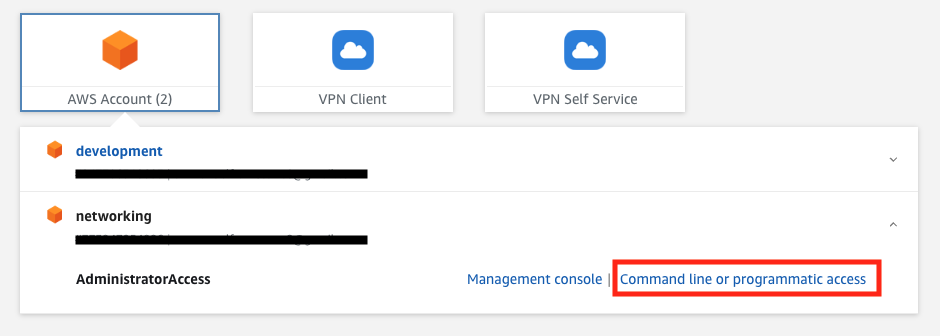 AWS Account (2)
VPN Client
VPN Self Service
development
networking
AdministratorAccess
Management console | Command line or programmatic access